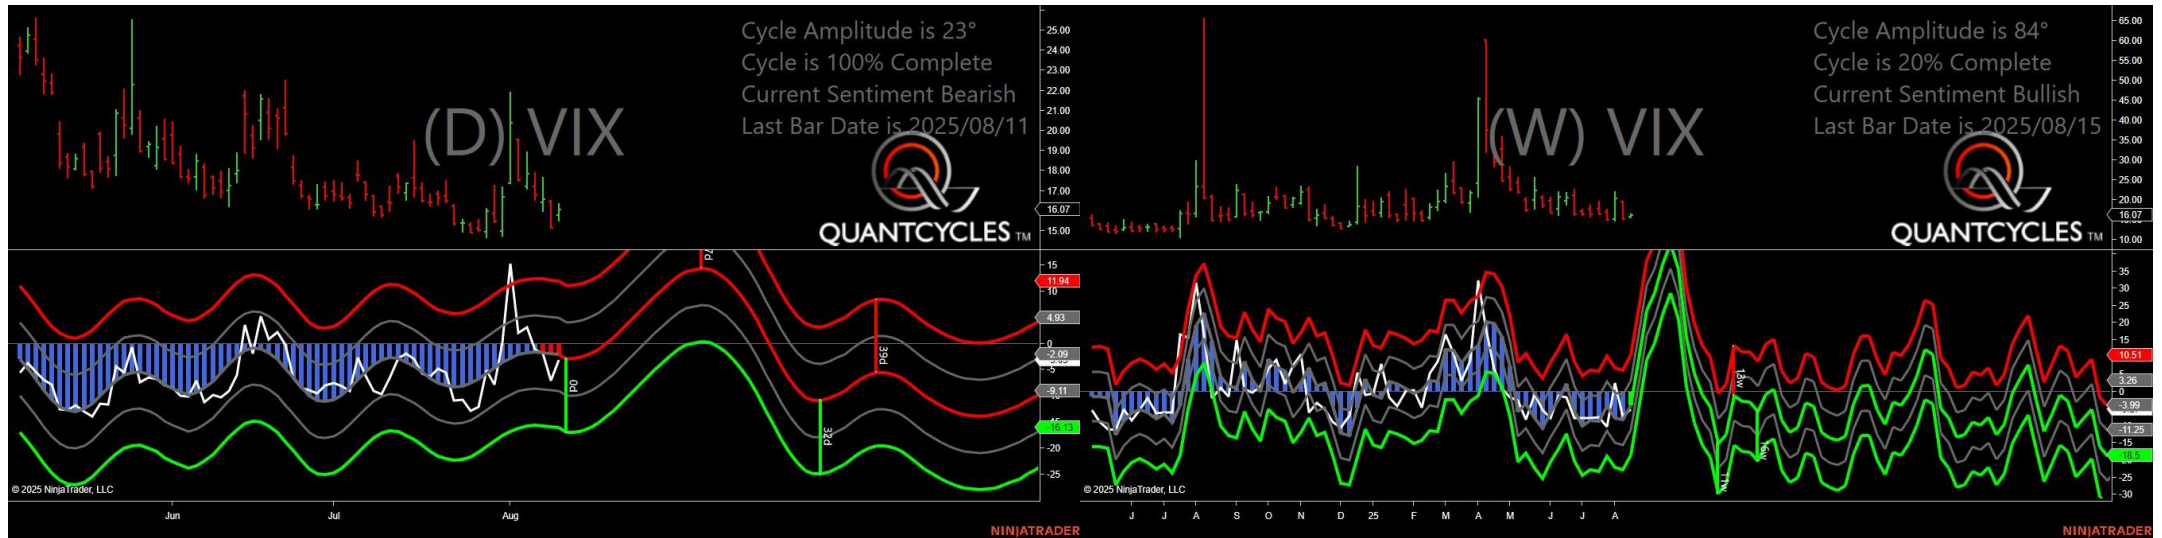 Cycle Amplitude is 23°
Cycle is 100% Complete
Current Sentiment Bearish
Last Bar Date is 2025/08/11
(D) VIX
QUANTCYCLES TM
25.00
24.00
23.00
22.00
21.00
20.00
19.00
18.00
17.00
16.07
15.00
15
11.94
10
4.93
0
-2.09
-5
-9.11
-16.13
-20
-25
7d
0d
32d
39d
© 2025 NinjaTrader, LLC
Jun Jul Aug
NINJATRADER
Cycle Amplitude is 84°
Cycle is 20% Complete
Current Sentiment Bullish
Last Bar Date is 2025/08/15
(W) VIX
QUANTCYCLES TM
65.00
60.00
55.00
50.00
45.00
40.00
35.00
30.00
25.00
20.00
16.07
10.00
35
30
25
20
15
10.51
5
3.26
0
-3.99
-11.25
-15
-18.5
-25
-30
13w
16w
11w
© 2025 NinjaTrader, LLC
J J A S O N D 25 F M A M J J A
NINJATRADER